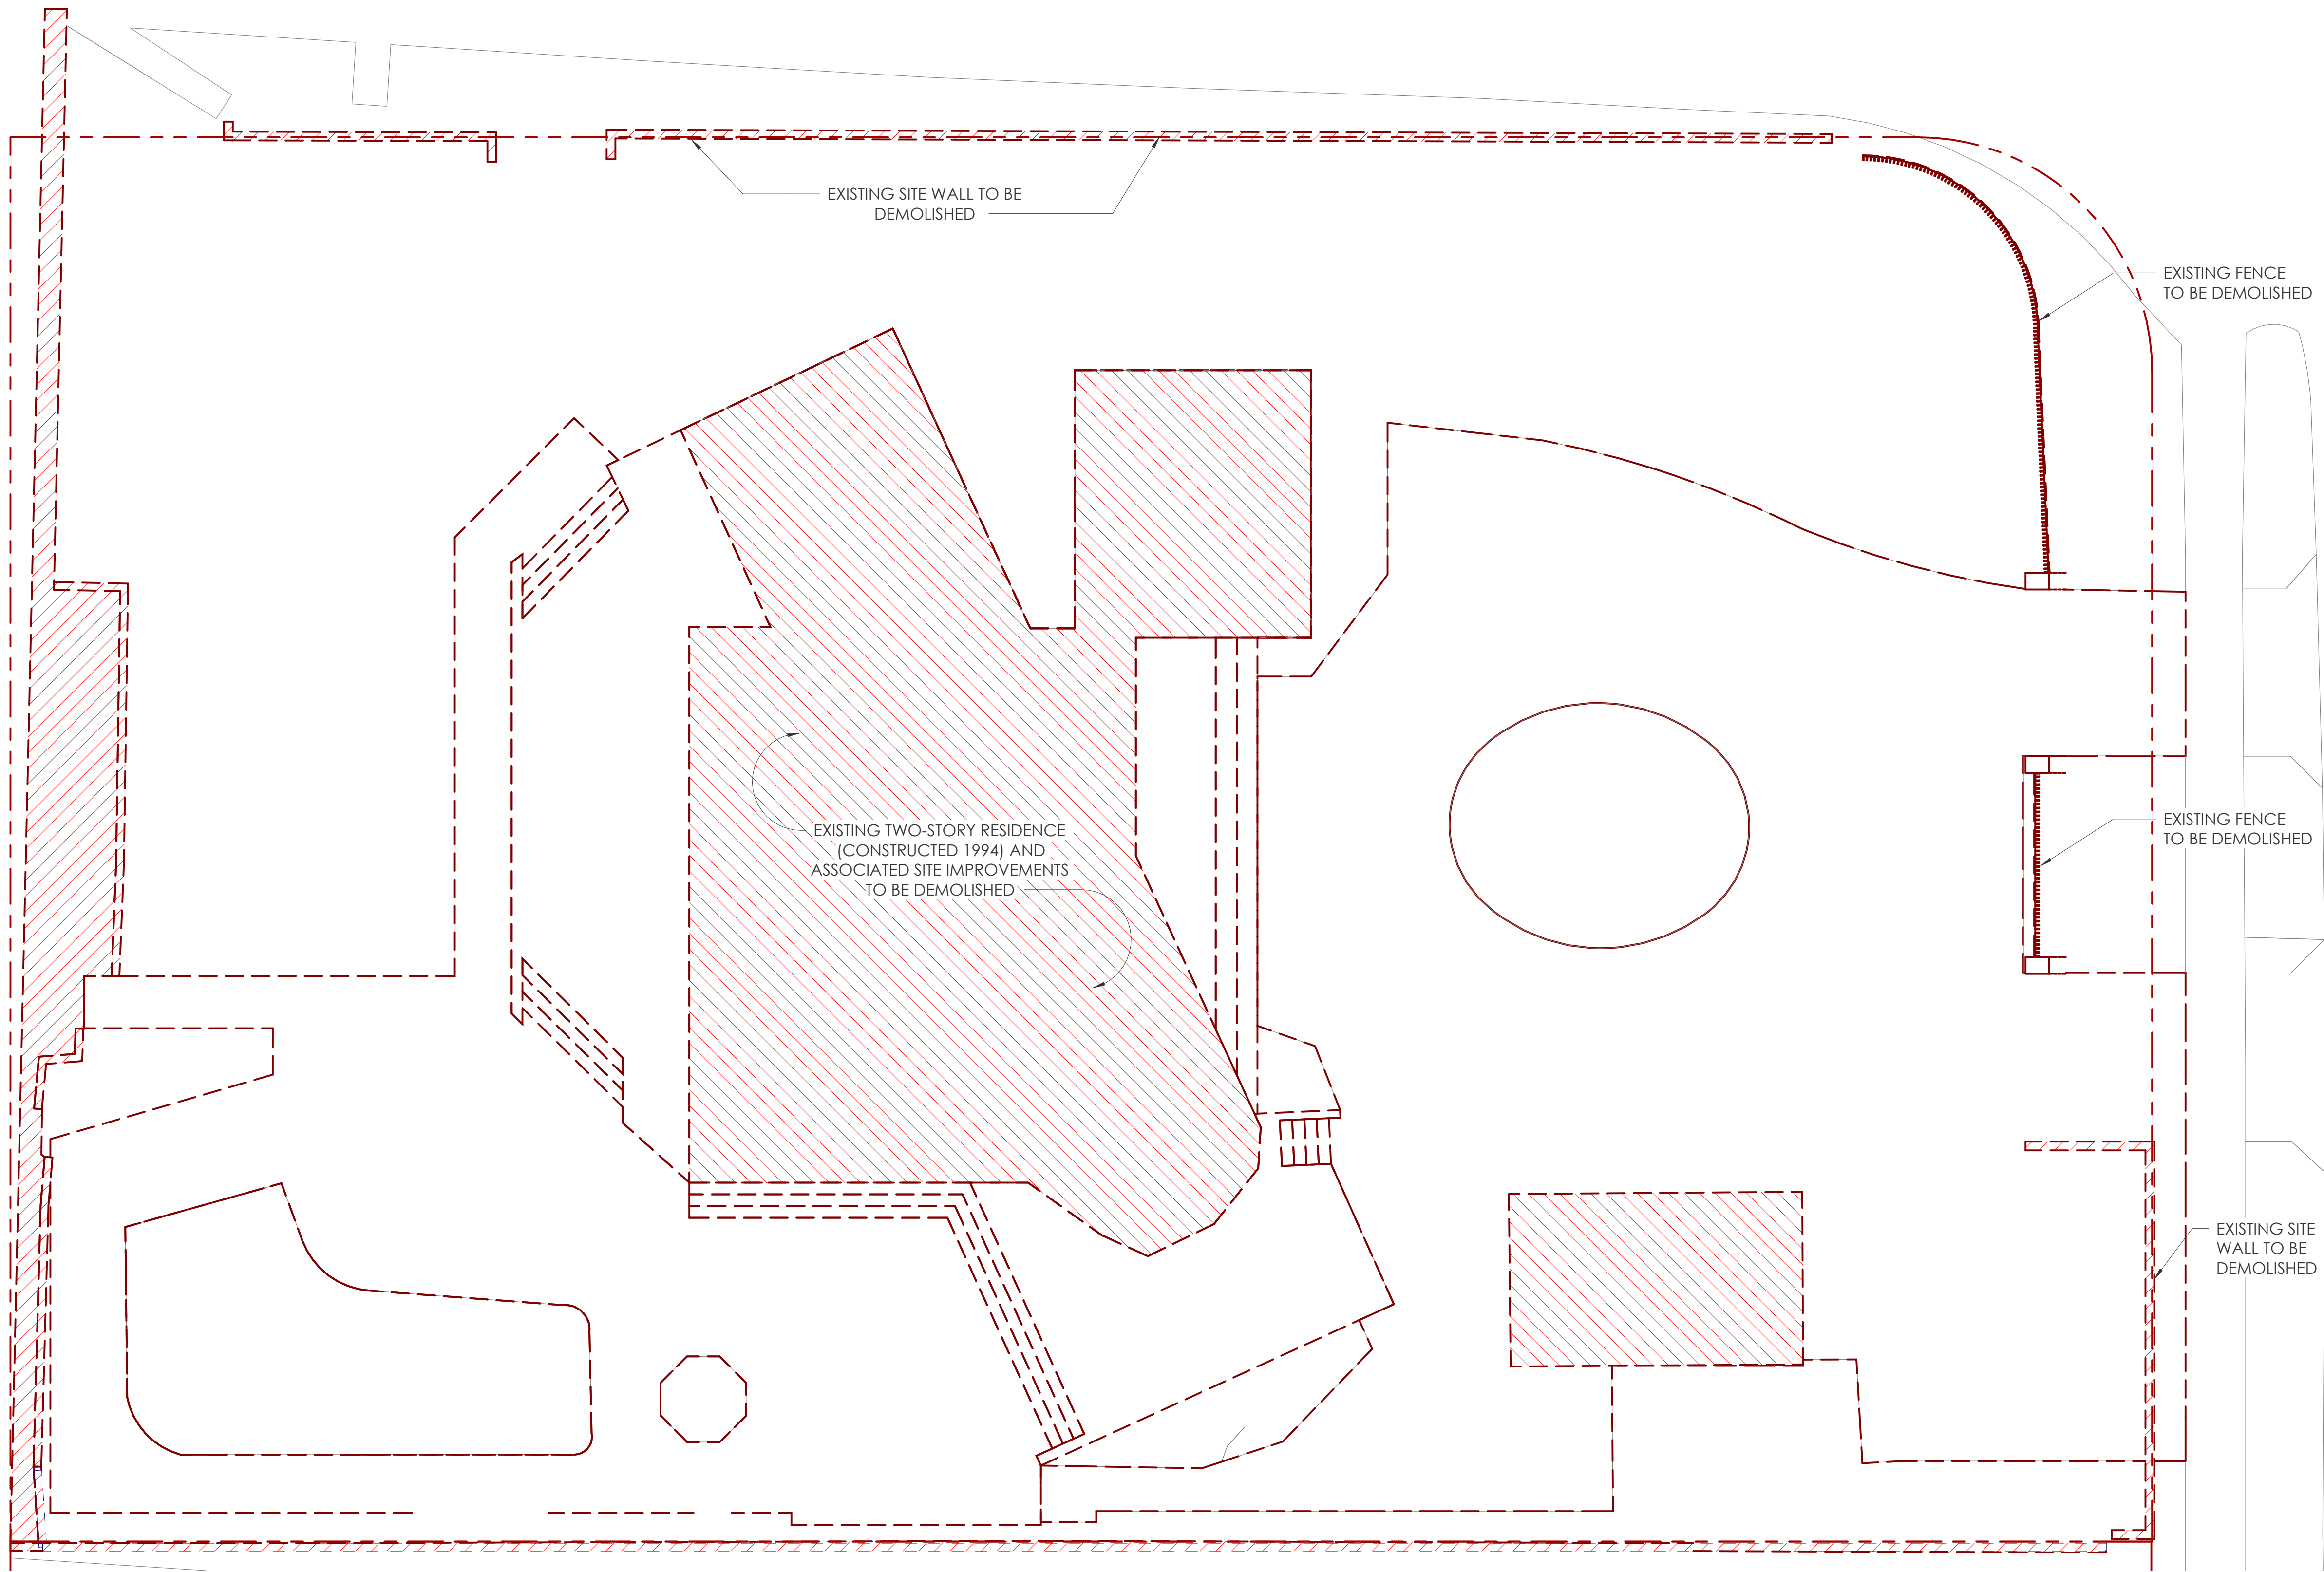 EXISTING SITE WALL TO BE
DEMOLISHED
EXISTING FENCE
TO BE DEMOLISHED
EXISTING TWO-STORY RESIDENCE
(CONSTRUCTED 1994) AND
ASSOCIATED SITE IMPROVEMENTS
TO BE DEMOLISHED
EXISTING FENCE
TO BE DEMOLISHED
EXISTING SITE
WALL TO BE
DEMOLISHED